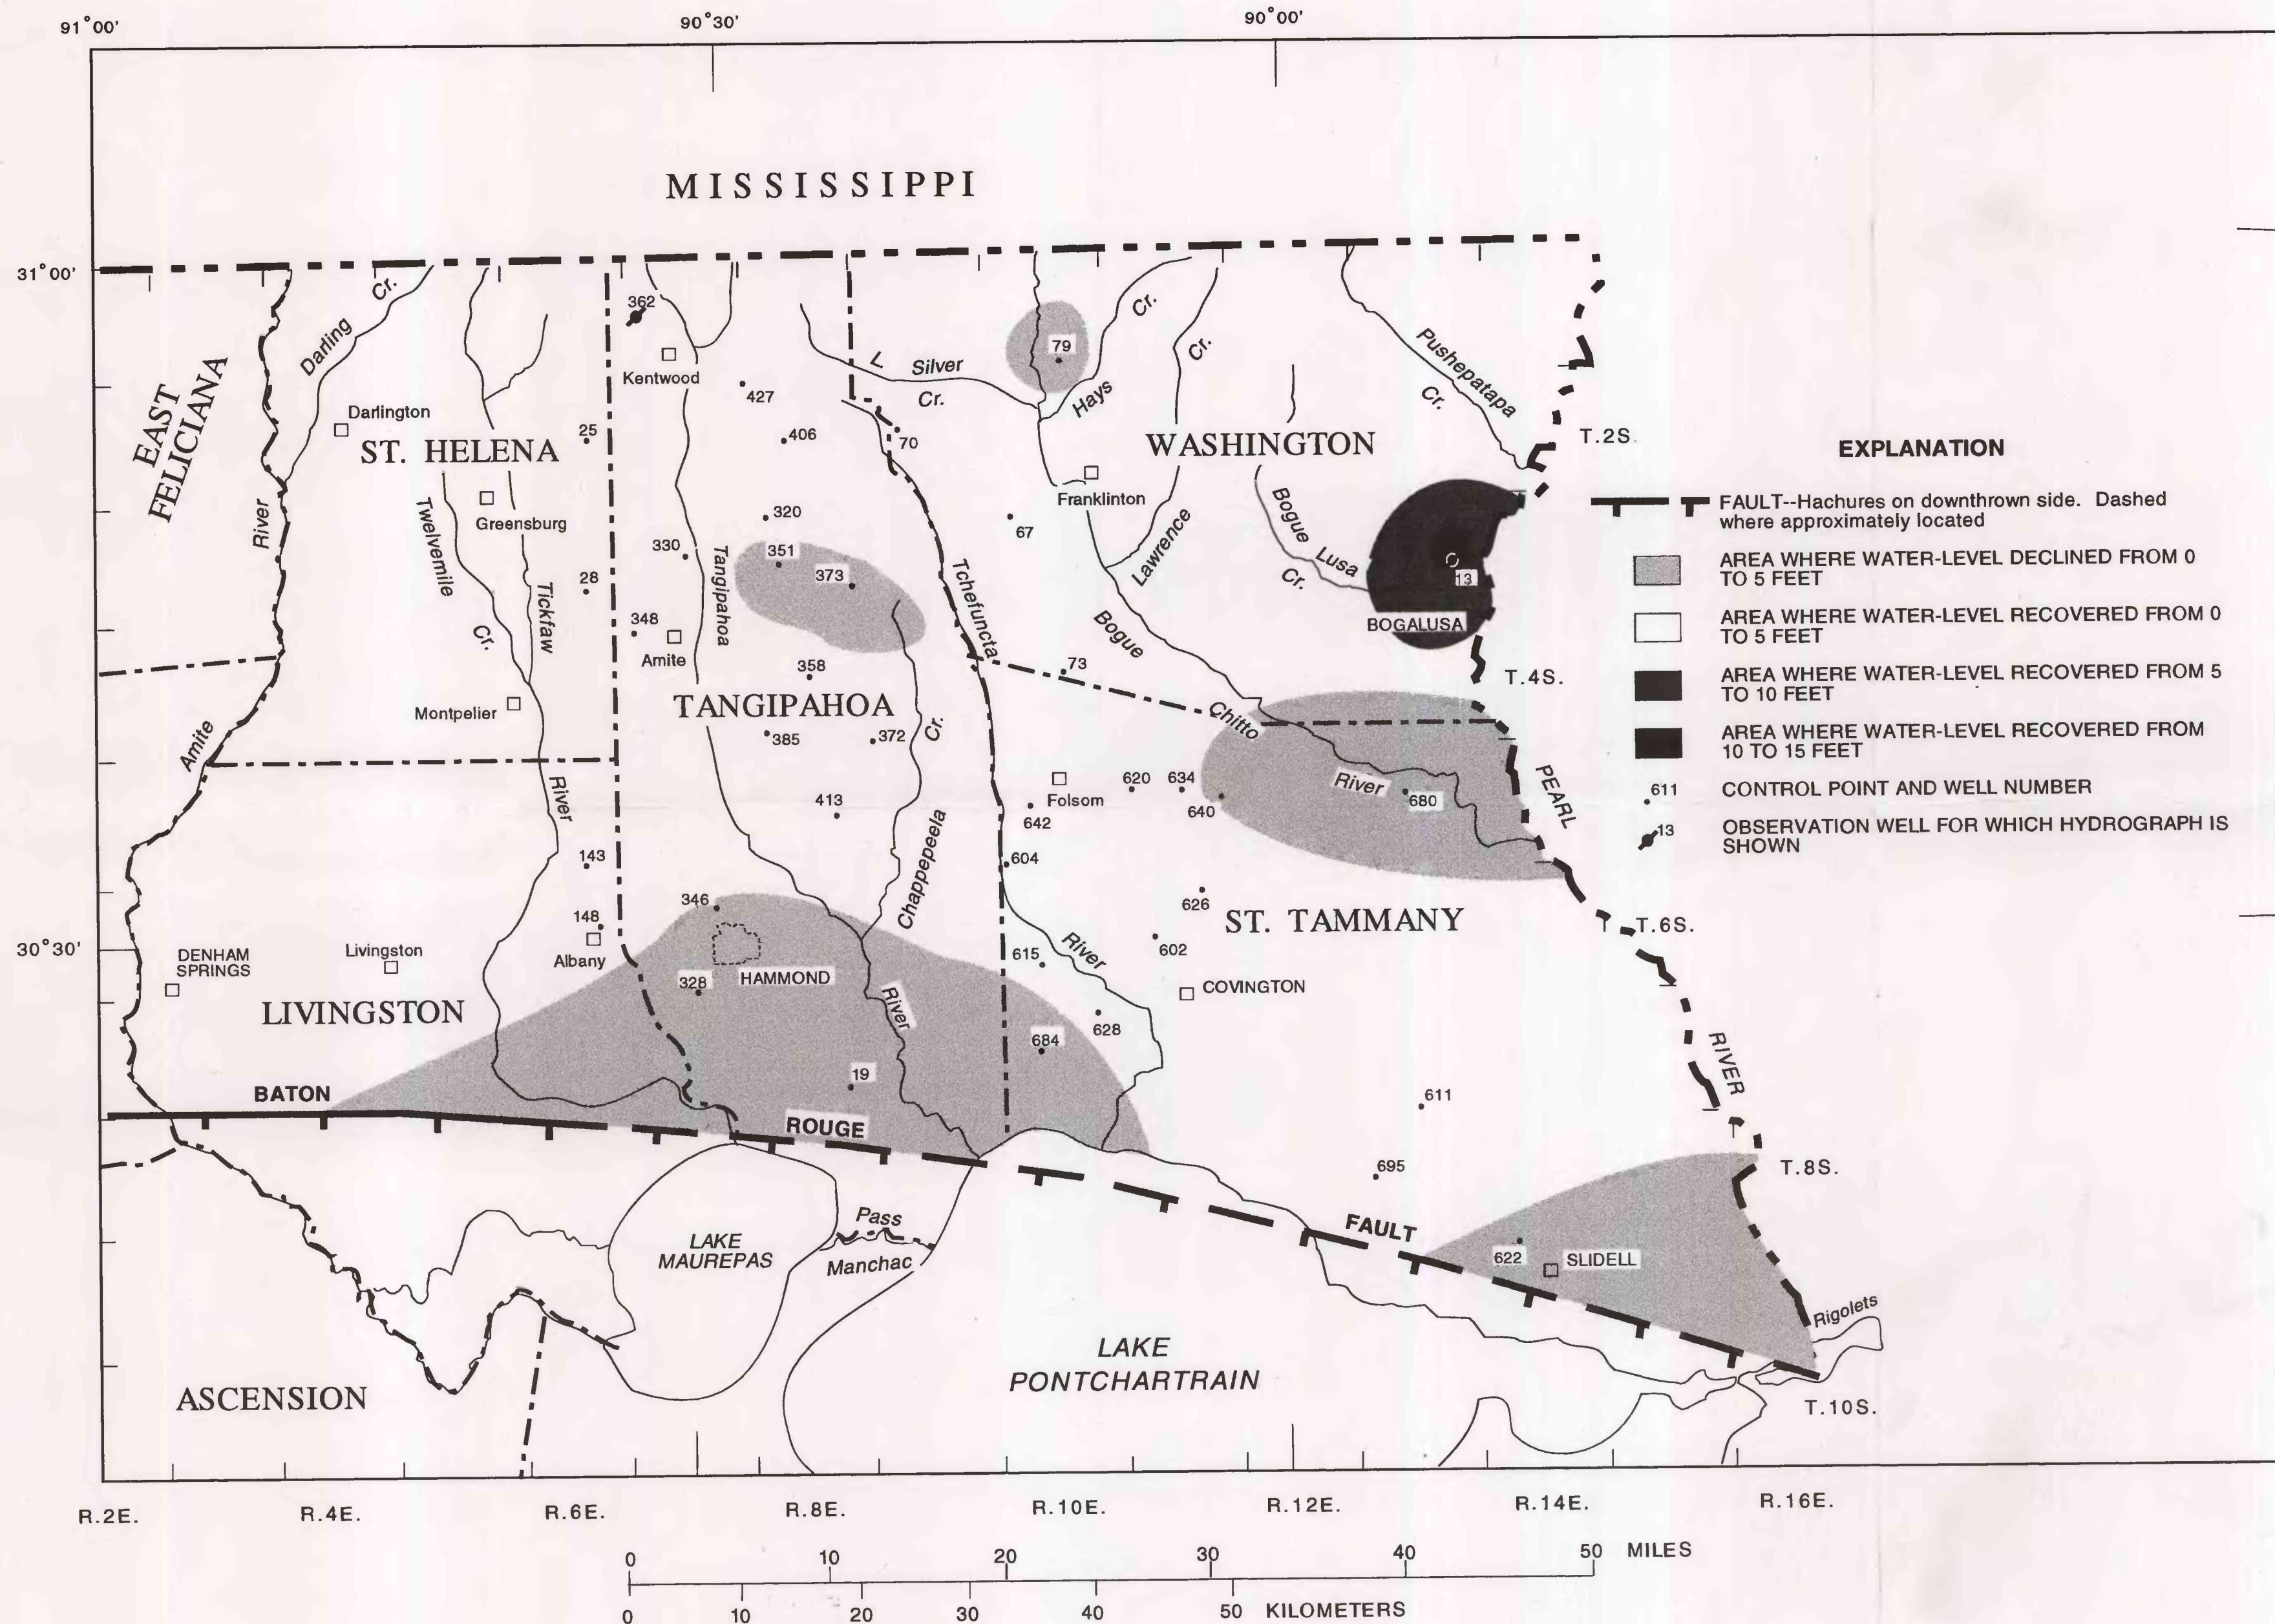 91°00'
90°30'
90°00'
MISSISSIPPI
31°00'
Cr.
Darling
EAST
FELICIANA
River
Darlington
ST. HELENA
Greensburg
Twelvemile
Cr.
Tickfaw
25
28
362
Kentwood
427
406
320
330
351
373
348
Amite
Tangipahoa
358
TANGIPAHOA
385
372
Cr.
413
Chappepeela
L
Silver
Cr.
79
Hays
Cr.
Cr.
70
67
Tchefuncta
WASHINGTON
Franklinton
Lawrence
Bogue
Lusa
Cr.
Pushepatapa
Cr.
13
BOGALUSA
Bogue
Chitto
River
73
Montpelier
Amite
River
143
148
Albany
DENHAM
SPRINGS
Livingston
LIVINGSTON
30°30'
346
HAMMOND
328
River
19
Folsom
620
634
640
642
604
680
626
602
615
River
628
684
ST. TAMMANY
COVINGTON
PEARL
RIVER
611
695
622
SLIDELL
BATON
ROUGE
FAULT
LAKE
MAUREPAS
Pass
Manchac
LAKE
PONTCHARTRAIN
Rigolets
ASCENSION
T.2S.
T.4S.
T.6S.
T.8S.
T.10S.
R.2E.
R.4E.
R.6E.
R.8E.
R.10E.
R.12E.
R.14E.
R.16E.
EXPLANATION
FAULT--Hachures on downthrown side. Dashed
where approximately located
AREA WHERE WATER-LEVEL DECLINED FROM 0
TO 5 FEET
AREA WHERE WATER-LEVEL RECOVERED FROM 0
TO 5 FEET
AREA WHERE WATER-LEVEL RECOVERED FROM 5
TO 10 FEET
AREA WHERE WATER-LEVEL RECOVERED FROM
10 TO 15 FEET
611
CONTROL POINT AND WELL NUMBER
13
OBSERVATION WELL FOR WHICH HYDROGRAPH IS
SHOWN
0 10 20 30 40 50 MILES
0 10 20 30 40 50 KILOMETERS